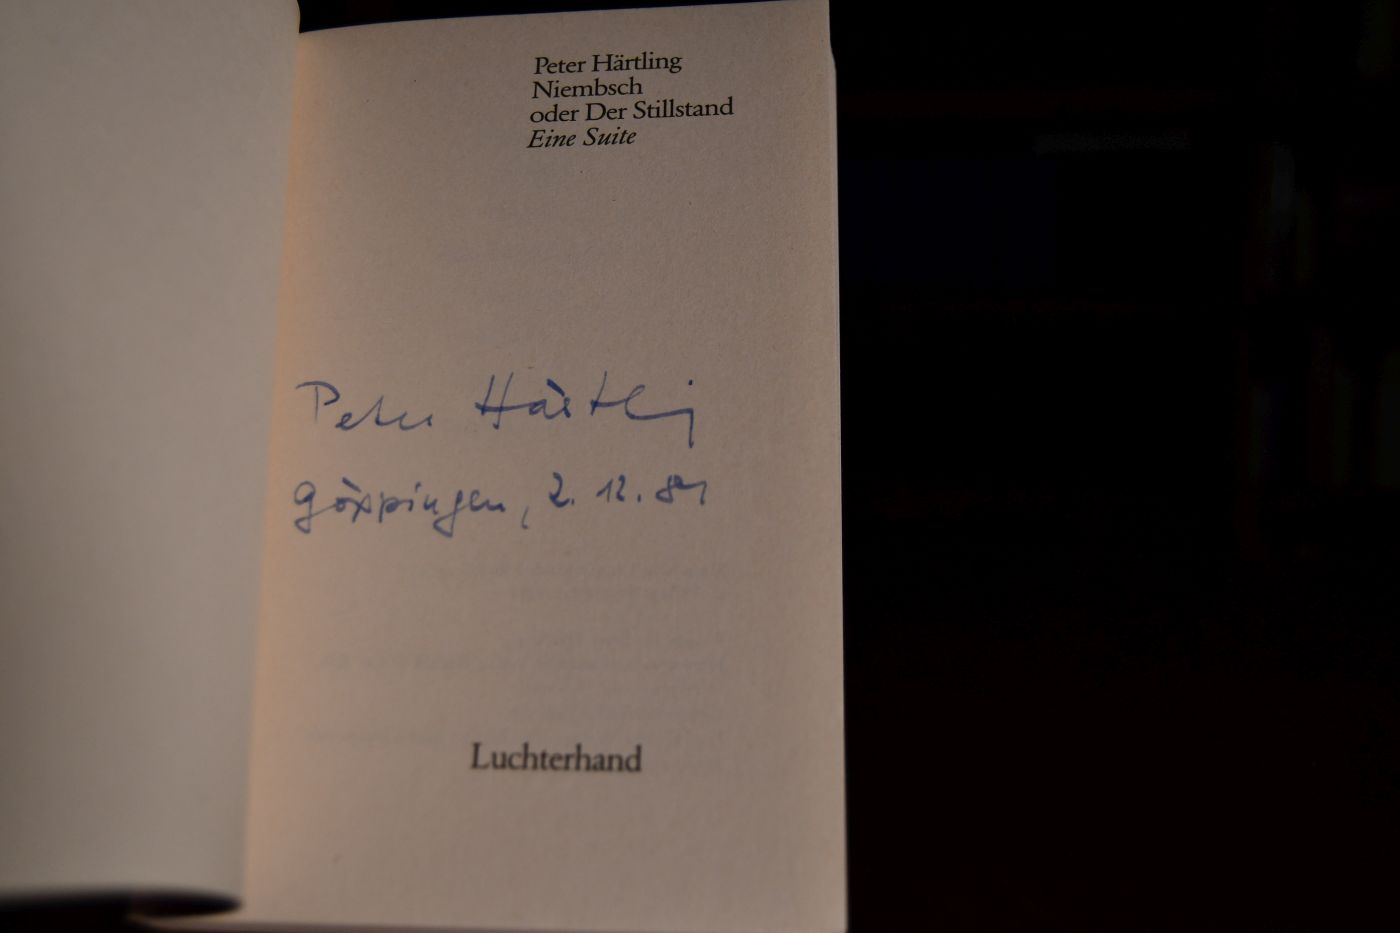 Peter Härtling
Niembsch
oder Der Stillstand
Eine Suite
Peter Härtling
Göppingen, 2. 12. 81
Luchterhand